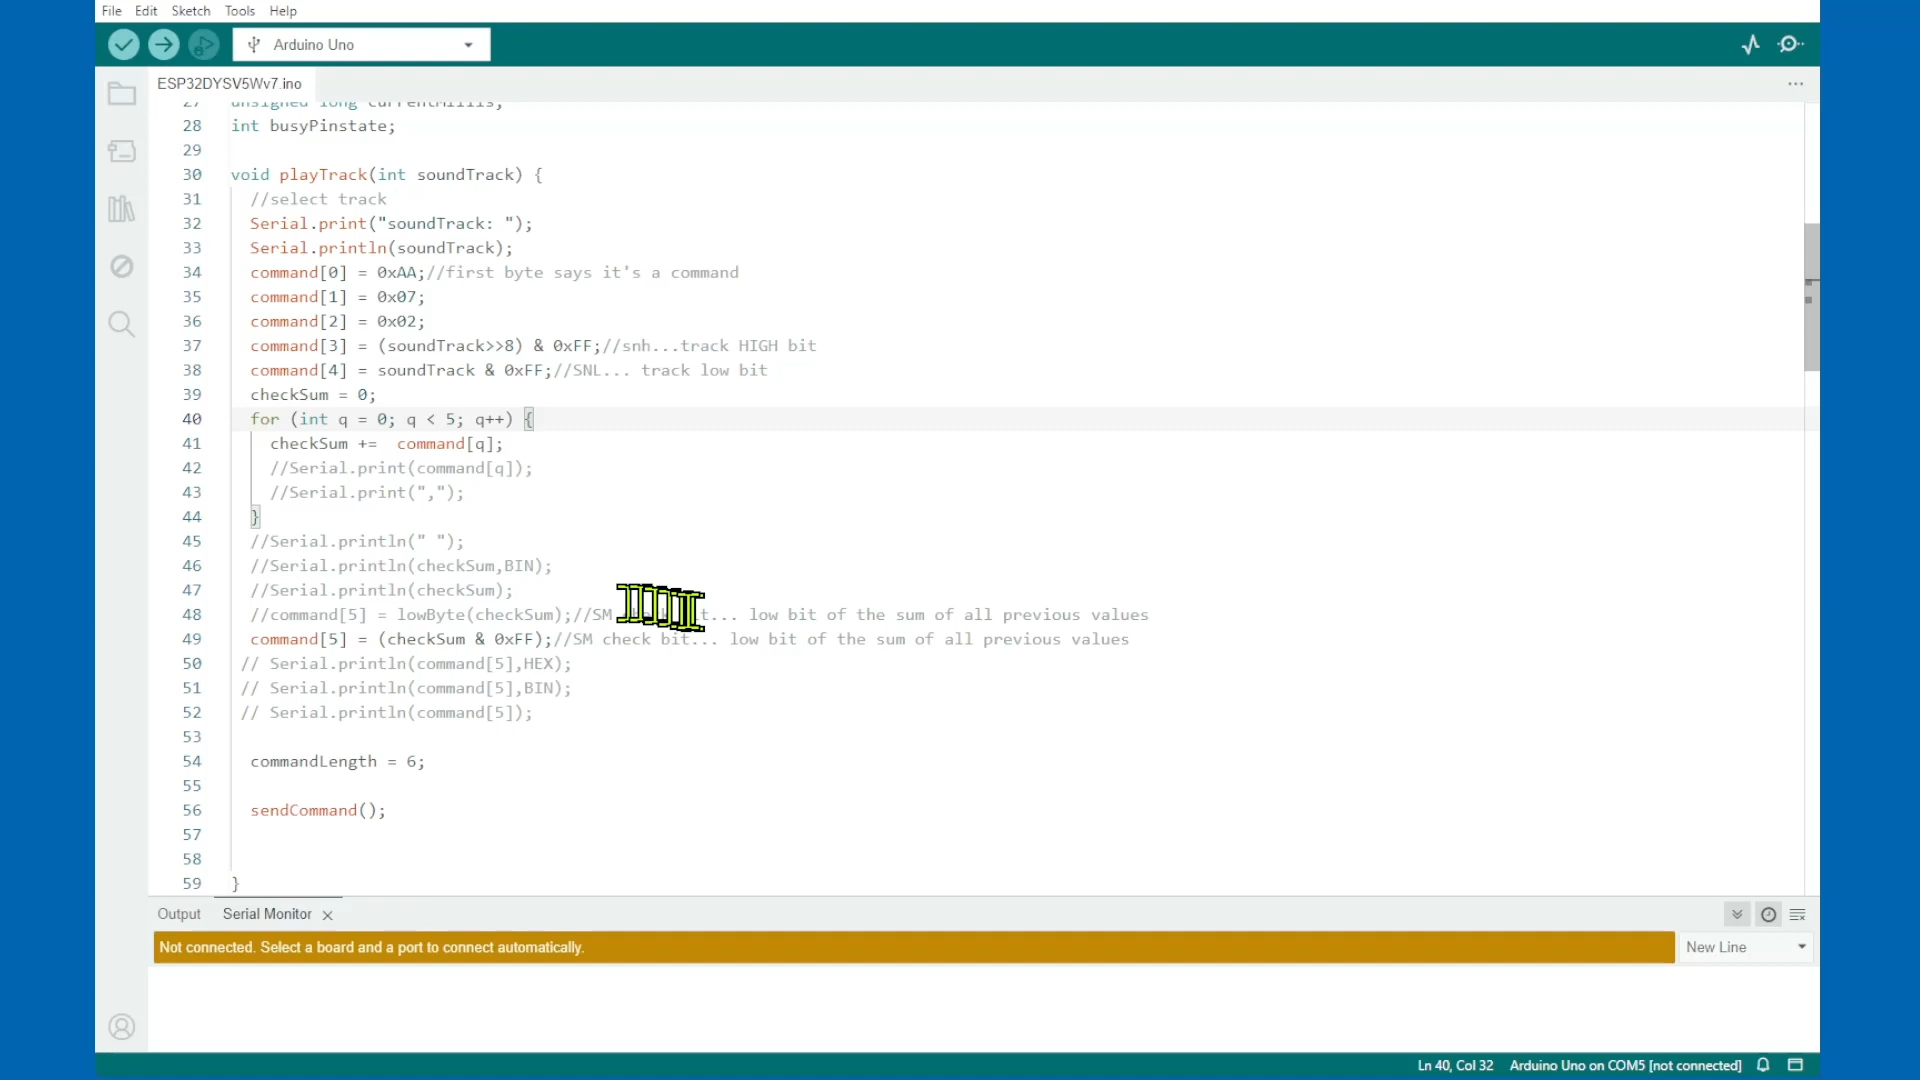 File Edit Sketch Tools Help
Arduino Uno
ESP32DYSV5Wv7.ino
27 unsigned long currentMillis;
28 int busyPinstate;
29
30 void playTrack(int soundTrack) {
31 //select track
32 Serial.print("soundTrack: ");
33 Serial.println(soundTrack);
34 command[0] = 0xAA;//first byte says it's a command
35 command[1] = 0x07;
36 command[2] = 0x02;
37 command[3] = (soundTrack>>8) & 0xFF;//snh...track HIGH bit
38 command[4] = soundTrack & 0xFF;//SNL... track low bit
39 checkSum = 0;
40 for (int q = 0; q < 5; q++) {
41 checkSum += command[q];
42 //Serial.print(command[q]);
43 //Serial.print(",");
44 }
45 //Serial.println(" ");
46 //Serial.println(checkSum,BIN);
47 //Serial.println(checkSum);
48 //command[5] = lowByte(checkSum);//SM ... low bit of the sum of all previous values
49 command[5] = (checkSum & 0xFF);//SM check bit... low bit of the sum of all previous values
50 // Serial.println(command[5],HEX);
51 // Serial.println(command[5],BIN);
52 // Serial.println(command[5]);
53
54 commandLength = 6;
55
56 sendCommand();
57
58
59 }
Output Serial Monitor
Not connected. Select a board and a port to connect automatically.
New Line
Ln 40, Col 32 Arduino Uno on COM5 [not connected]